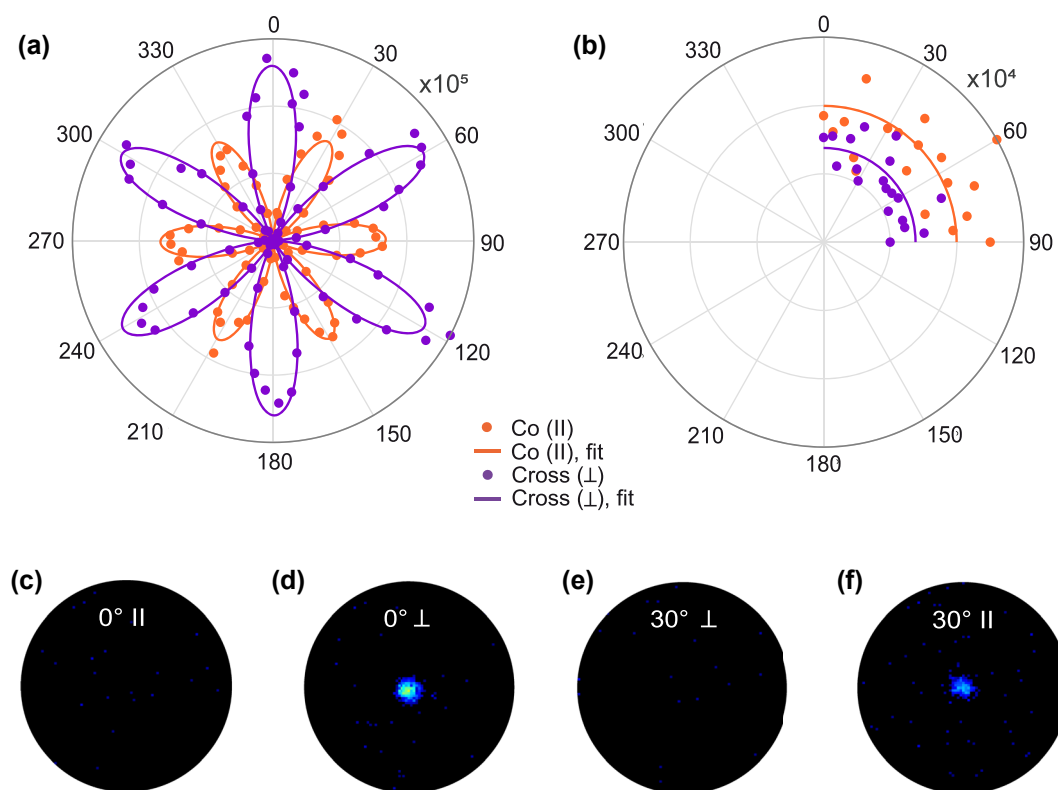 (a)
0
30
x10⁵
60
90
120
150
180
210
240
270
300
330
(b)
0
30
x10⁴
60
90
120
150
180
210
240
270
300
330
Co (II)
Co (II), fit
Cross (⊥)
Cross (⊥), fit
(c)
0° II
(d)
0° ⊥
(e)
30° ⊥
(f)
30° II